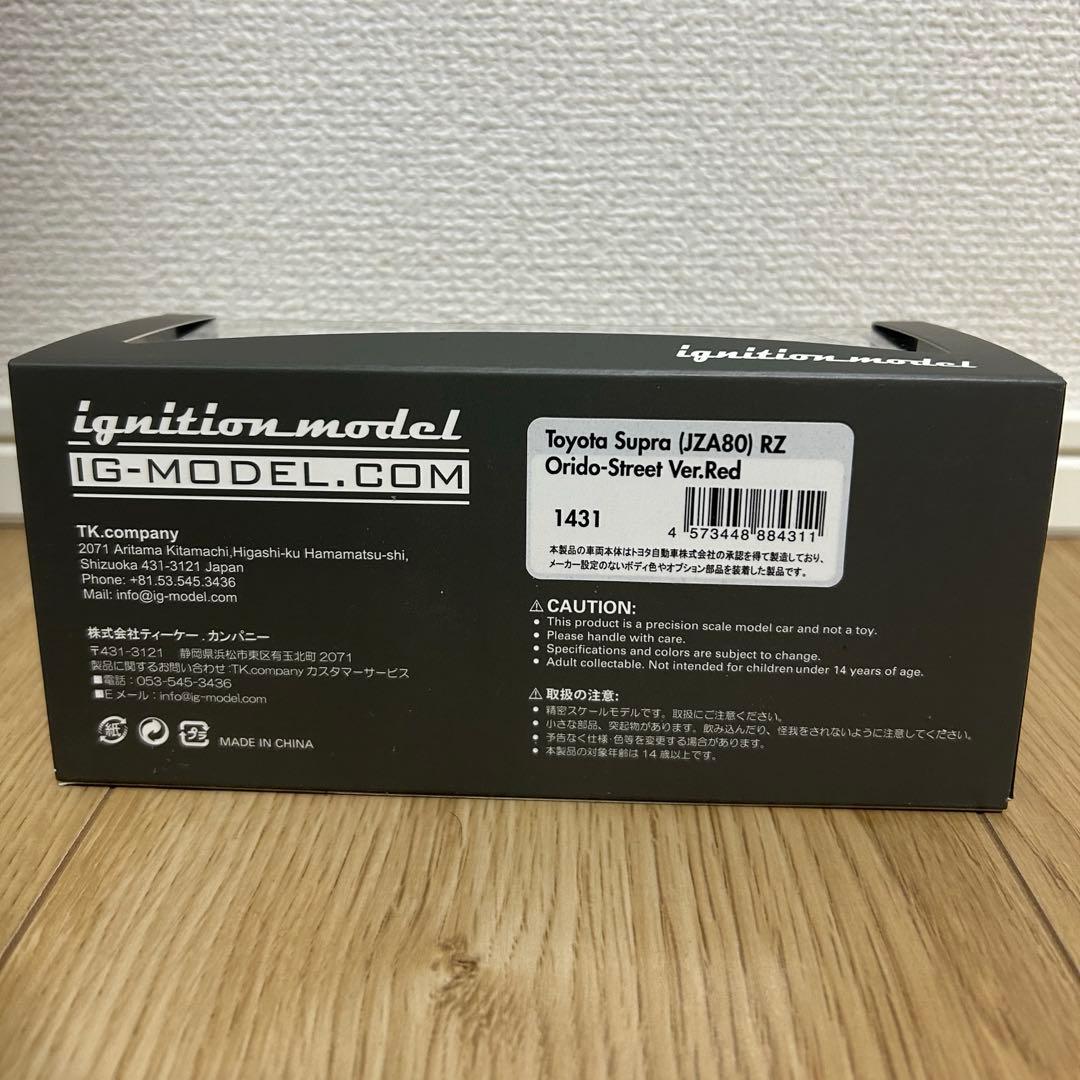 ignition model
ignition model
IG-MODEL.COM
TK.company
2071 Aritama Kitamachi,Higashi-ku Hamamatsu-shi,
Shizuoka 431-3121 Japan
Phone: +81.53.545.3436
Mail: info@ig-model.com
株式会社ティーケー．カンパニー
〒431-3121 静岡県浜松市東区有玉北町 2071
製品に関するお問い合わせ:TK.company カスタマーサービス
■電話：053-545-3436
■Eメール：info@ig-model.com
紙
プラ
MADE IN CHINA
Toyota Supra (JZA80) RZ
Orido-Street Ver.Red
1431
4 573448 884311
本製品の車両本体はトヨタ自動車株式会社の承認を得て製造しており、
メーカー設定のないボディ色やオプション部品を装着した製品です。
⚠CAUTION:
• This product is a precision scale model car and not a toy.
• Please handle with care.
• Specifications and colors are subject to change.
• Adult collectable. Not intended for children under 14 years of age.
⚠取扱の注意:
• 精密スケールモデルです。取扱にご注意ください。
• 小さな部品、突起物があります。飲み込んだり、怪我をされないように注意してください。
• 予告なく仕様・色等を変更する場合があります。
• 本製品の対象年齢は 14 歳以上です。